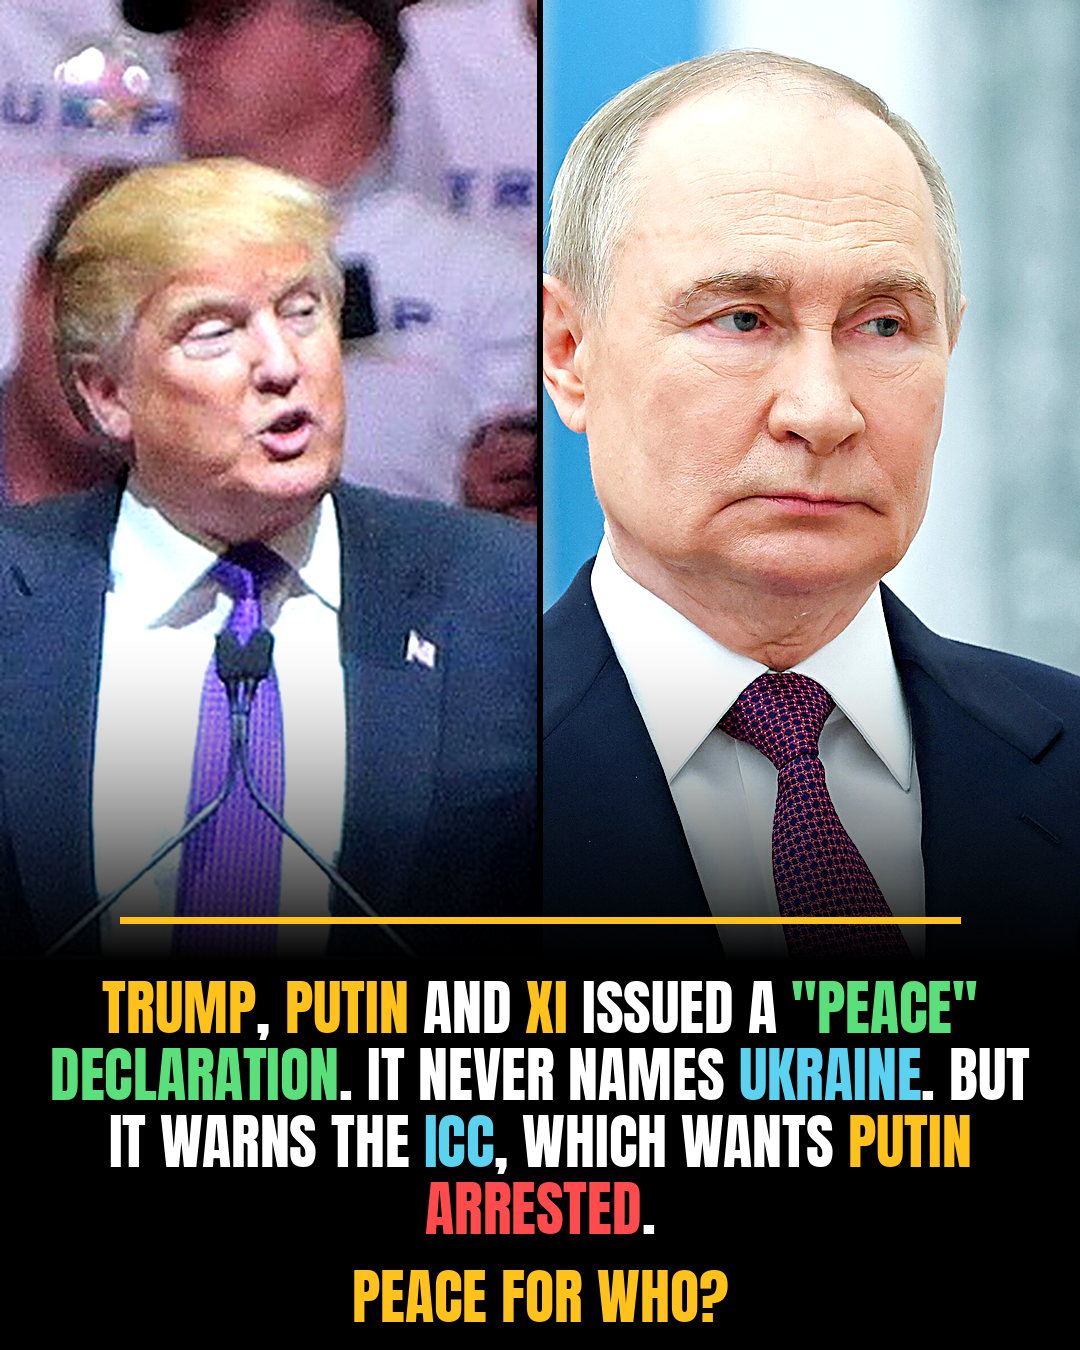 TRUMP, PUTIN AND XI ISSUED A "PEACE"
DECLARATION. IT NEVER NAMES UKRAINE. BUT
IT WARNS THE ICC, WHICH WANTS PUTIN
ARRESTED.
PEACE FOR WHO?